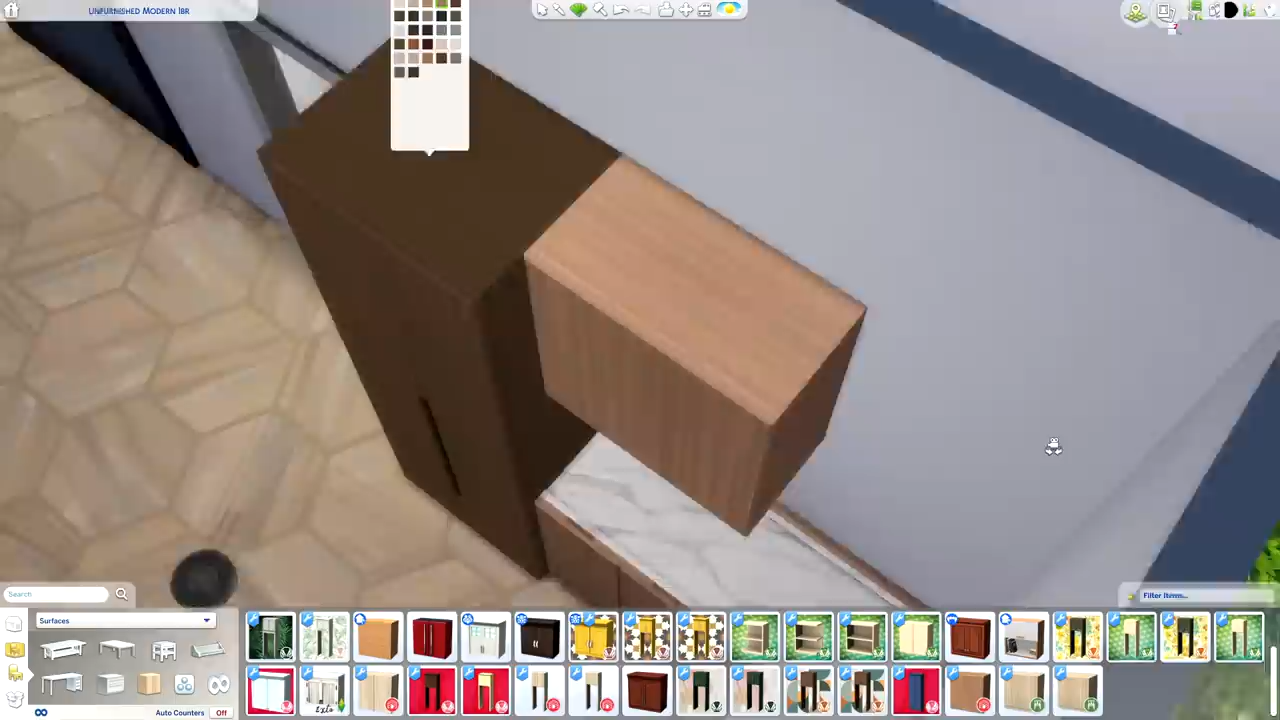 Unfurnished Modern 1BR
Search
Filter Items...
Surfaces
Auto Counters
Off